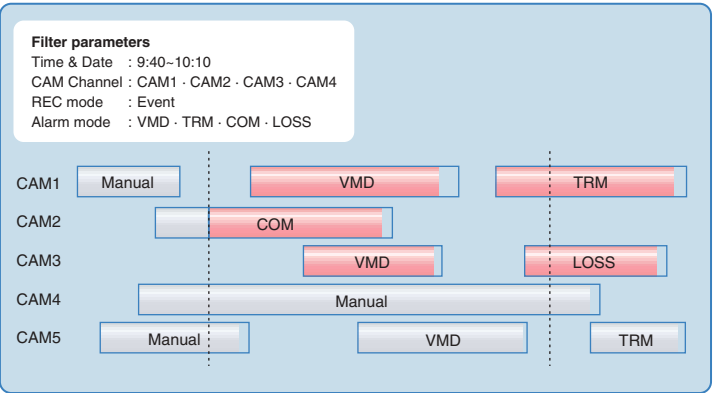 Filter parameters
Time & Date : 9:40~10:10
CAM Channel : CAM1 · CAM2 · CAM3 · CAM4
REC mode : Event
Alarm mode : VMD · TRM · COM · LOSS
CAM1 Manual VMD TRM
CAM2 COM
CAM3 VMD LOSS
CAM4 Manual
CAM5 Manual VMD TRM